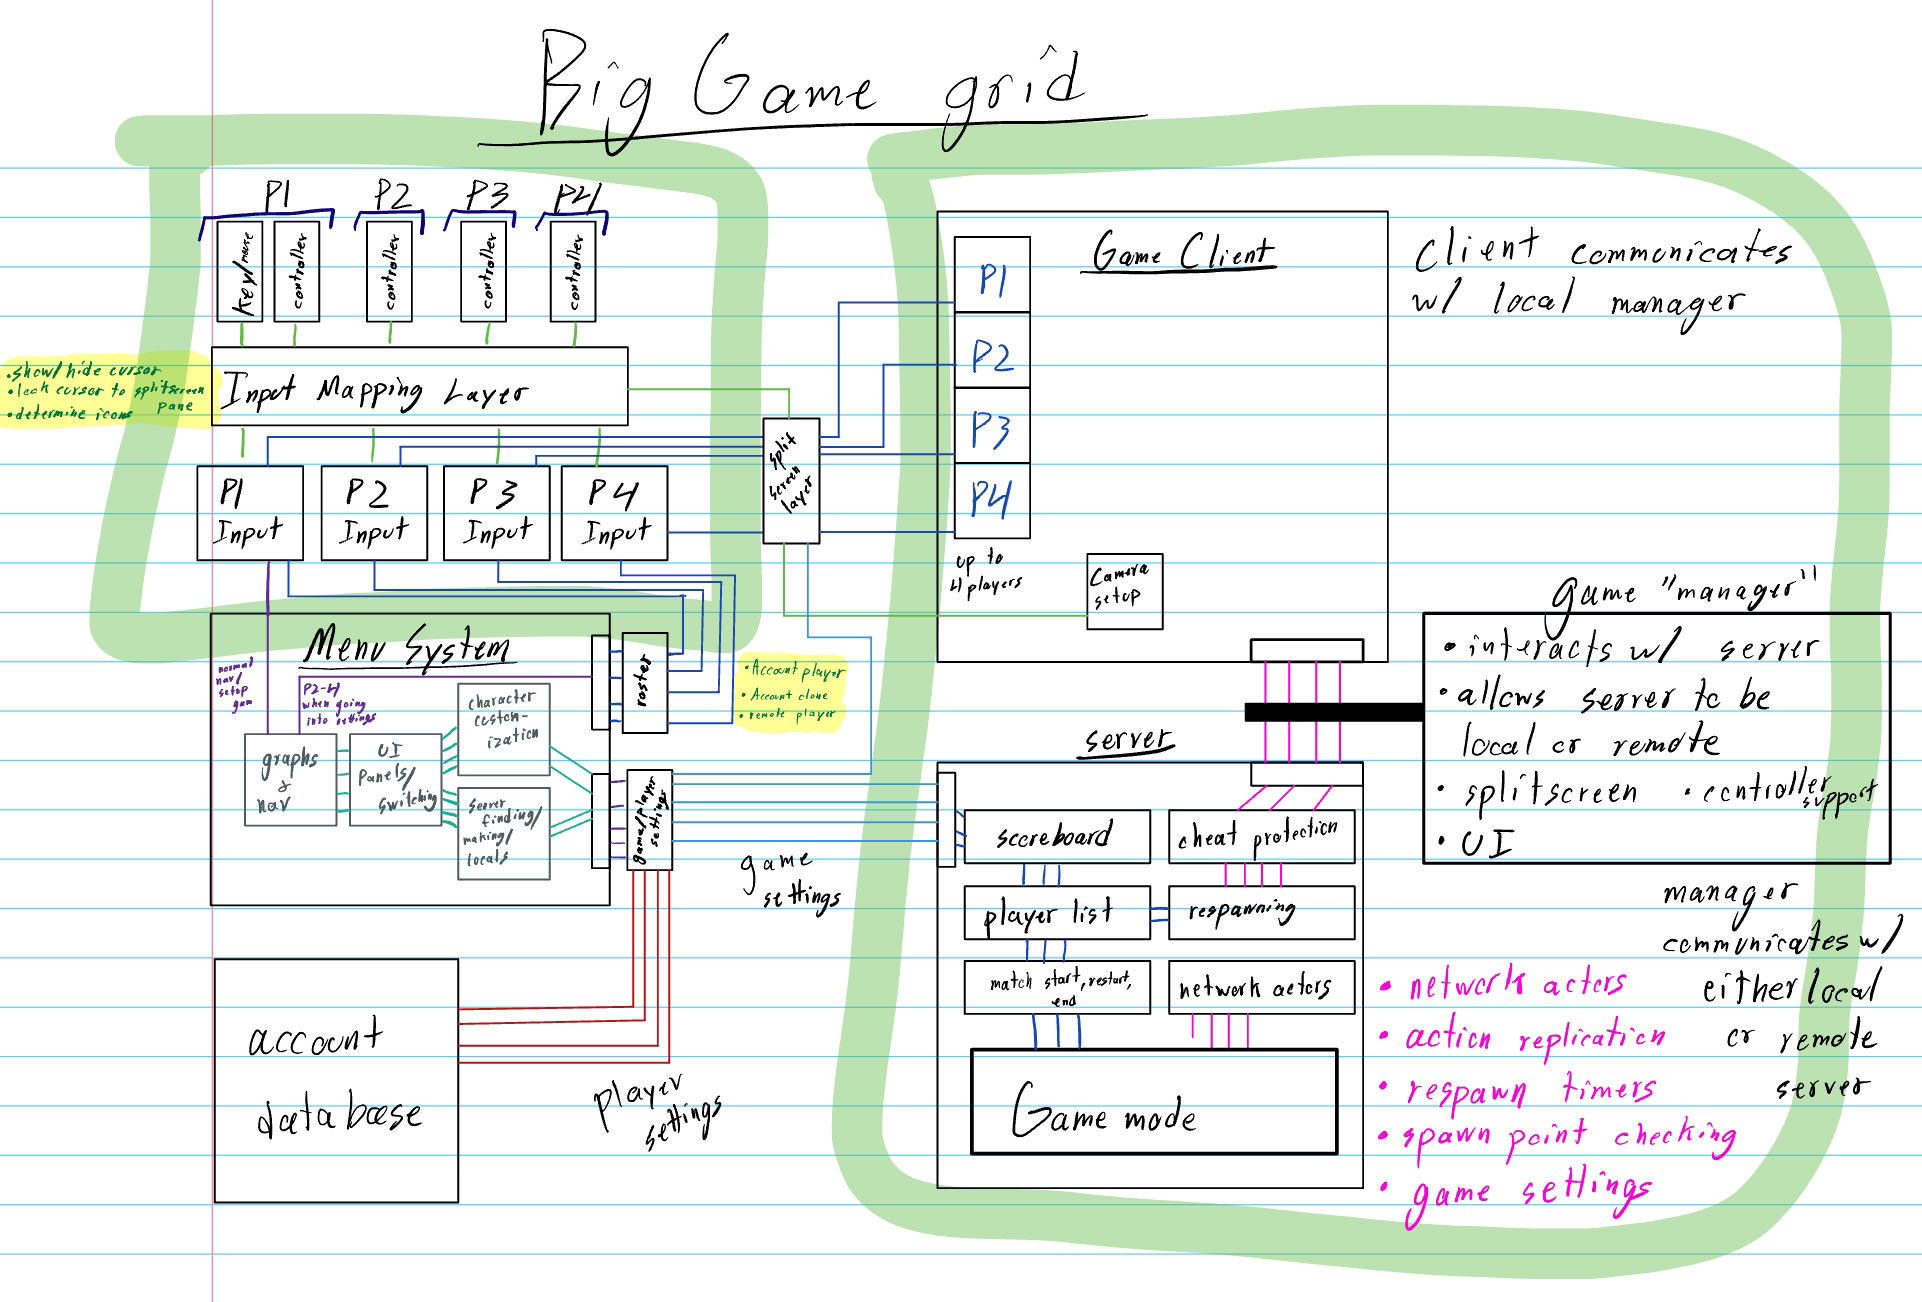 Big Game grid
P1
P2
P3
P4
key/mouse
controller
controller
controller
controller
• show/hide cursor
• lock cursor to splitscreen
pane
• determine icons
Input Mapping Layer
P1
Input
P2
Input
P3
Input
P4
Input
split
screen
layer
Game Client
P1
P2
P3
P4
up to
4 players
Camera
setup
Client communicates
w/ local manager
game "manager"
• interacts w/ server
• allows server to be
local or remote
• splitscreen • controller
support
• UI
manager
communicates w/
either local
or remote
server
Menu System
normal
nav/
setup
gam
P2-4
when going
into settings
graphs
& nav
UI
panels/
switching
character
custom-
ization
server
finding/
making/
locals
roster
• Account player
• Account clone
• remote player
game/player
settings
game
settings
account
database
player
settings
server
scoreboard
cheat protection
player list
respawning
match start, restart,
end
network actors
Game mode
• network actors
• action replication
• respawn timers
• spawn point checking
• game settings